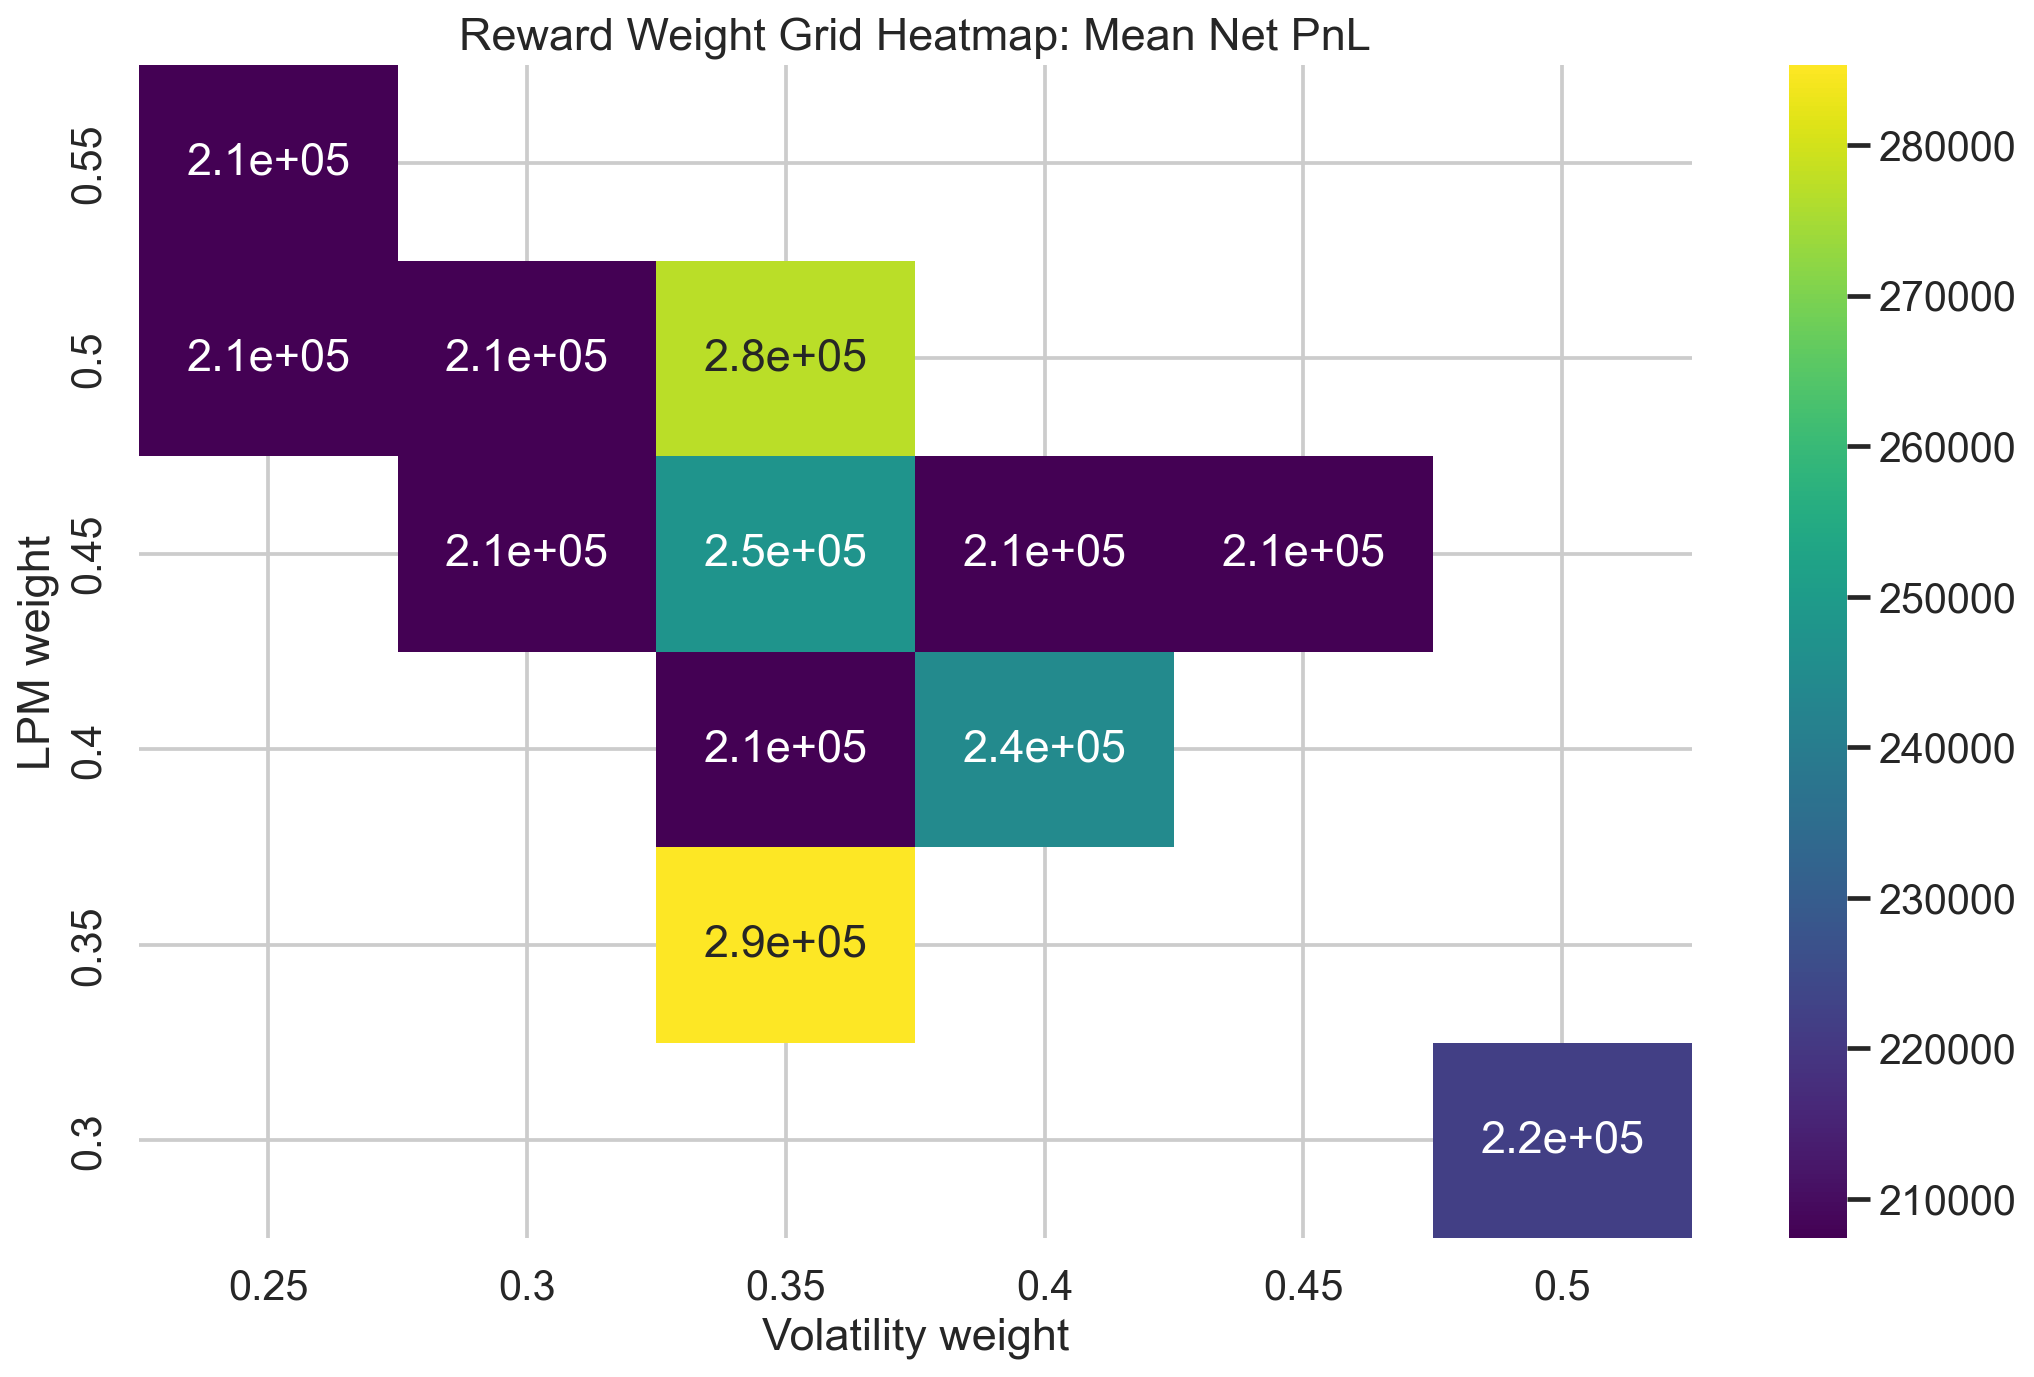 Reward Weight Grid Heatmap: Mean Net PnL
LPM weight
0.55
0.5
0.45
0.4
0.35
0.3
2.1e+05
2.1e+05 2.1e+05 2.8e+05
2.1e+05 2.5e+05 2.1e+05 2.1e+05
2.1e+05 2.4e+05
2.9e+05
2.2e+05
0.25 0.3 0.35 0.4 0.45 0.5
Volatility weight
280000
270000
260000
250000
240000
230000
220000
210000